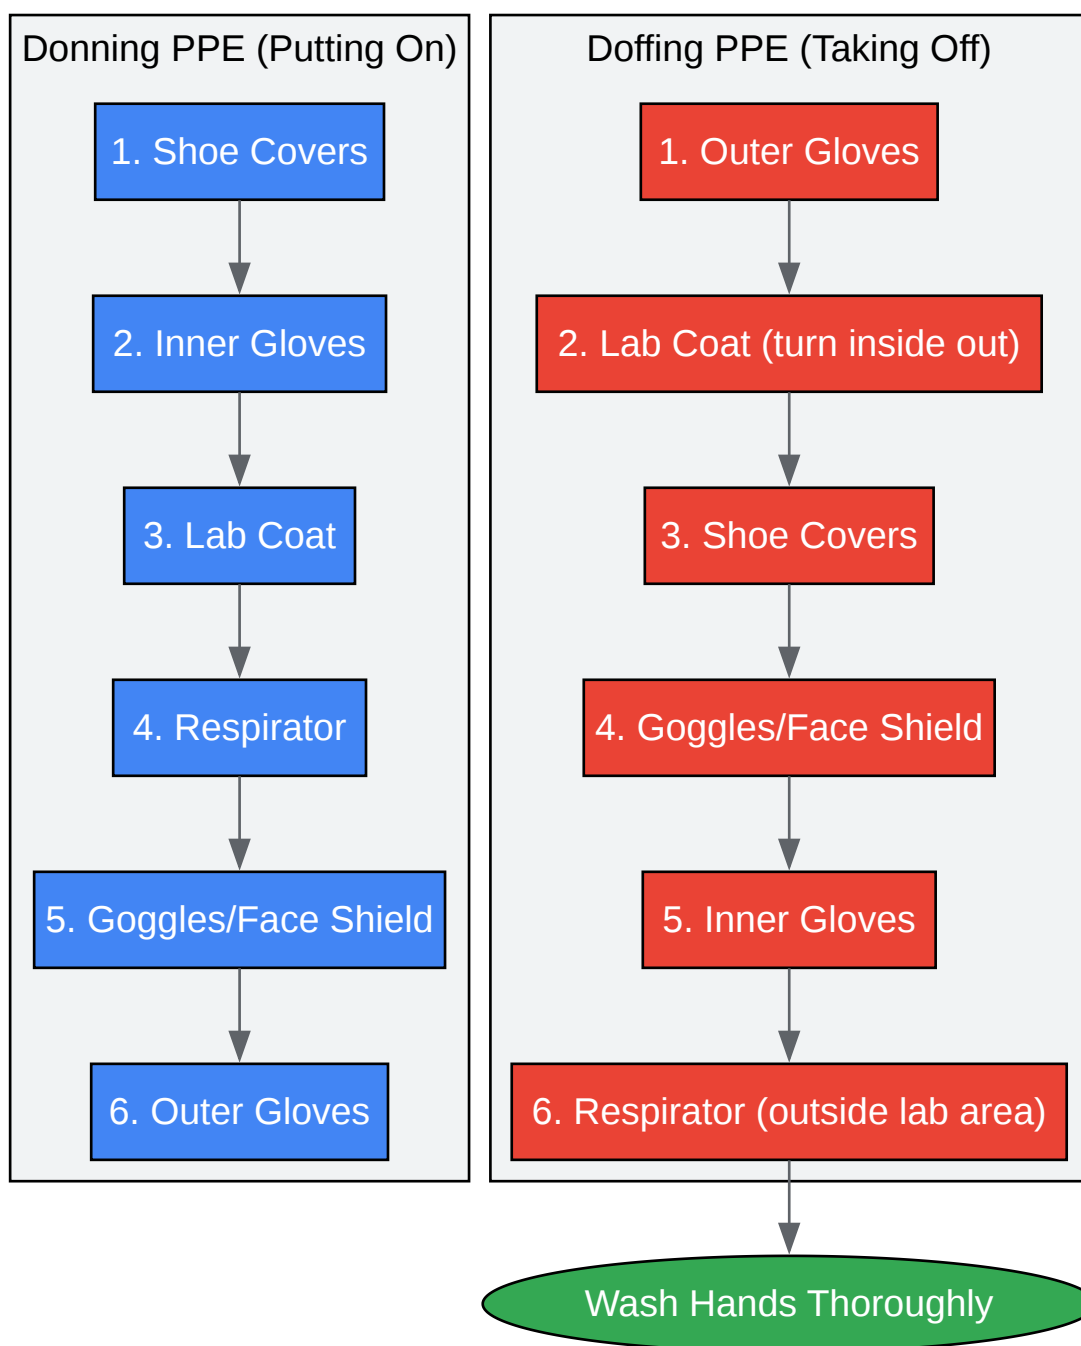 Donning PPE (Putting On)
1. Shoe Covers
2. Inner Gloves
3. Lab Coat
4. Respirator
5. Goggles/Face Shield
6. Outer Gloves
Doffing PPE (Taking Off)
1. Outer Gloves
2. Lab Coat (turn inside out)
3. Shoe Covers
4. Goggles/Face Shield
5. Inner Gloves
6. Respirator (outside lab area)
Wash Hands Thoroughly